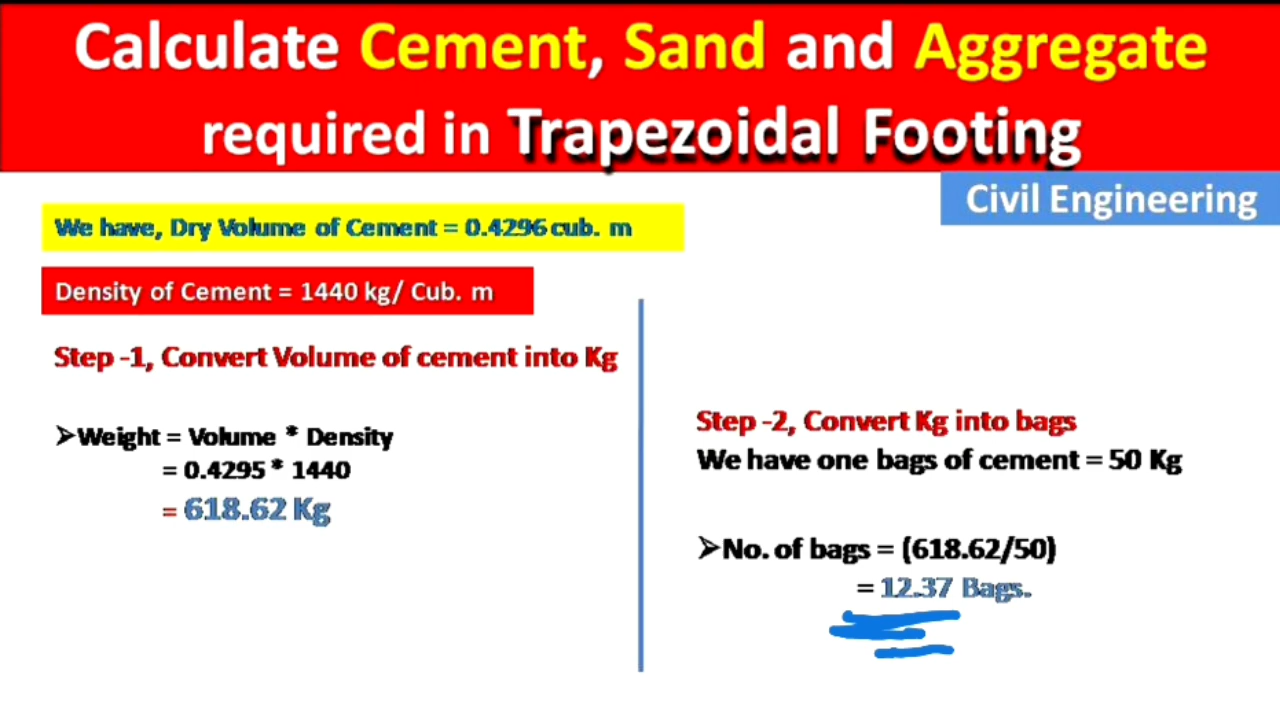 Calculate Cement, Sand and Aggregate
required in Trapezoidal Footing
Civil Engineering
We have, Dry Volume of Cement = 0.4296 cub. m
Density of Cement = 1440 kg/ Cub. m
Step -1, Convert Volume of cement into Kg
➢Weight = Volume * Density
= 0.4295 * 1440
= 618.62 Kg
Step -2, Convert Kg into bags
We have one bags of cement = 50 Kg
➢No. of bags = (618.62/50)
= 12.37 Bags.